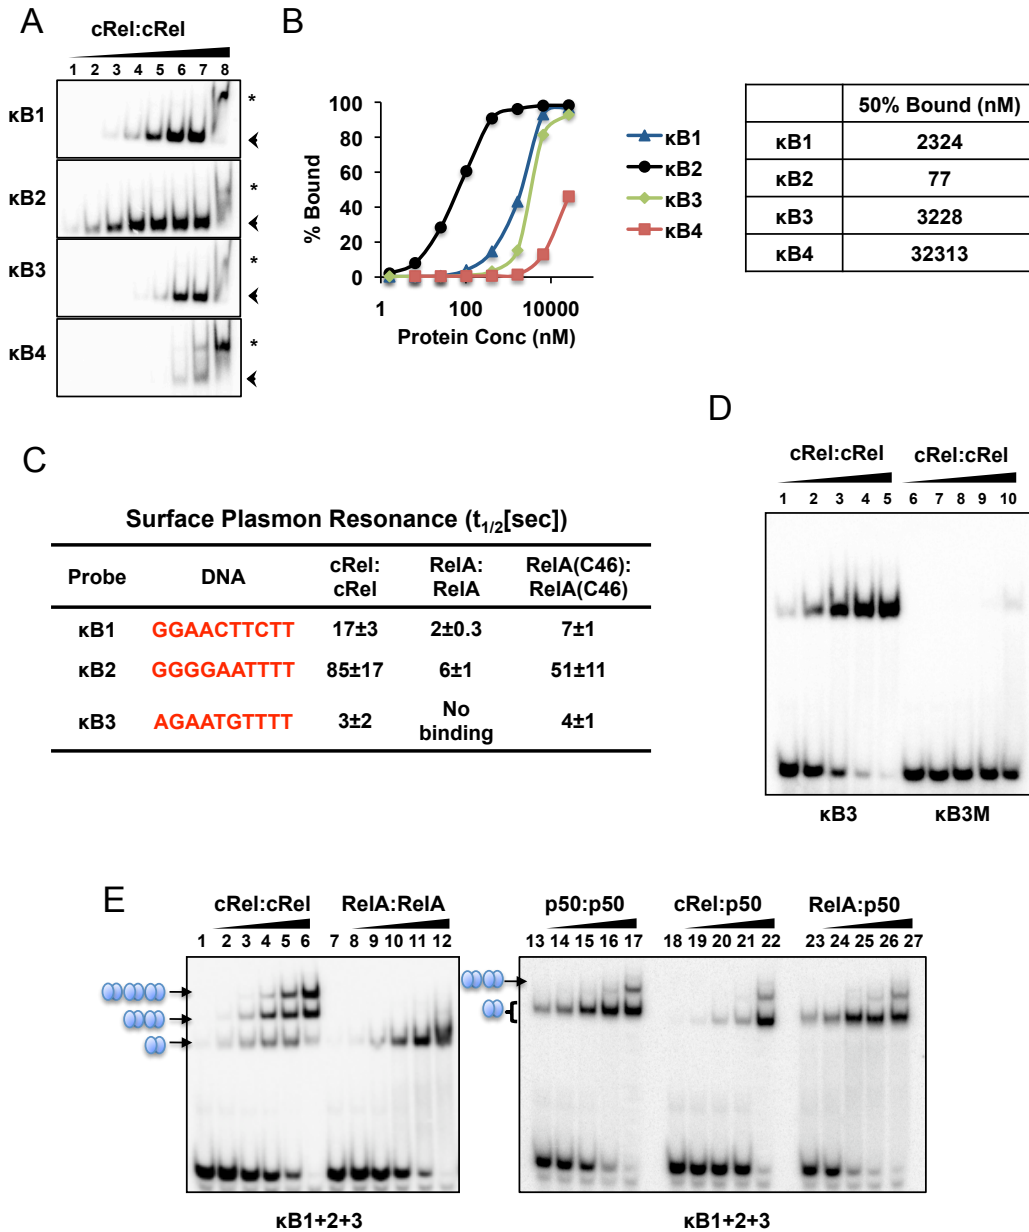 A
cRel:cRel
1 2 3 4 5 6 7 8
κB1
*
κB2
*
κB3
*
κB4
*
B
100
80
60
40
20
0
1 100 10000
% Bound
Protein Conc (nM)
κB1
κB2
κB3
κB4
50% Bound (nM)
κB1 2324
κB2 77
κB3 3228
κB4 32313
C
Surface Plasmon Resonance (t1/2[sec])
Probe DNA cRel: cRel RelA: RelA RelA(C46): RelA(C46)
κB1 GGAACTTCTT 17±3 2±0.3 7±1
κB2 GGGGAATTTT 85±17 6±1 51±11
κB3 AGAATGTTTT 3±2 No binding 4±1
D
cRel:cRel cRel:cRel
1 2 3 4 5 6 7 8 9 10
κB3 κB3M
E
cRel:cRel RelA:RelA
1 2 3 4 5 6 7 8 9 10 11 12
κB1+2+3
p50:p50 cRel:p50 RelA:p50
13 14 15 16 17 18 19 20 21 22 23 24 25 26 27
κB1+2+3